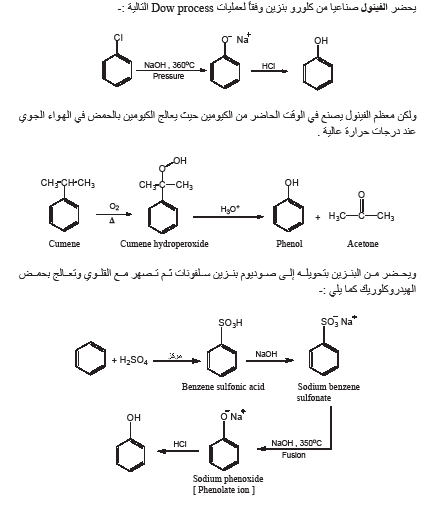 يحضر الفينول صناعيا من كلورو بنزين وفقاً لعمليات Dow process التالية :-
Cl
O⁻ Na⁺
OH
NaOH , 360ºC
Pressure
HCl
ولكن معظم الفينول يصنع في الوقت الحاضر من الكيومين حيث يعالج الكيومين بالحمض في الهواء الجوي
عند درجات حرارة عالية .
CH₃-CH-CH₃
O-OH
CH₃-C-CH₃
OH
O
O₂
Δ
H₃O⁺
+ H₃C-C-CH₃
Cumene
Cumene hydroperoxide
Phenol
Acetone
ويحضر من البنزين بتحويله إلى صوديوم بنزين سلفونات ثم تصهر مع القلوي وتعالج بحمض
الهيدروكلوريك كما يلي :-
SO₃H
SO₃⁻ Na⁺
+ H₂SO₄
مركز
NaOH
Benzene sulfonic acid
Sodium benzene
sulfonate
OH
O⁻ Na⁺
HCl
NaOH , 350ºC
Fusion
Sodium phenoxide
[ Phenolate ion ]